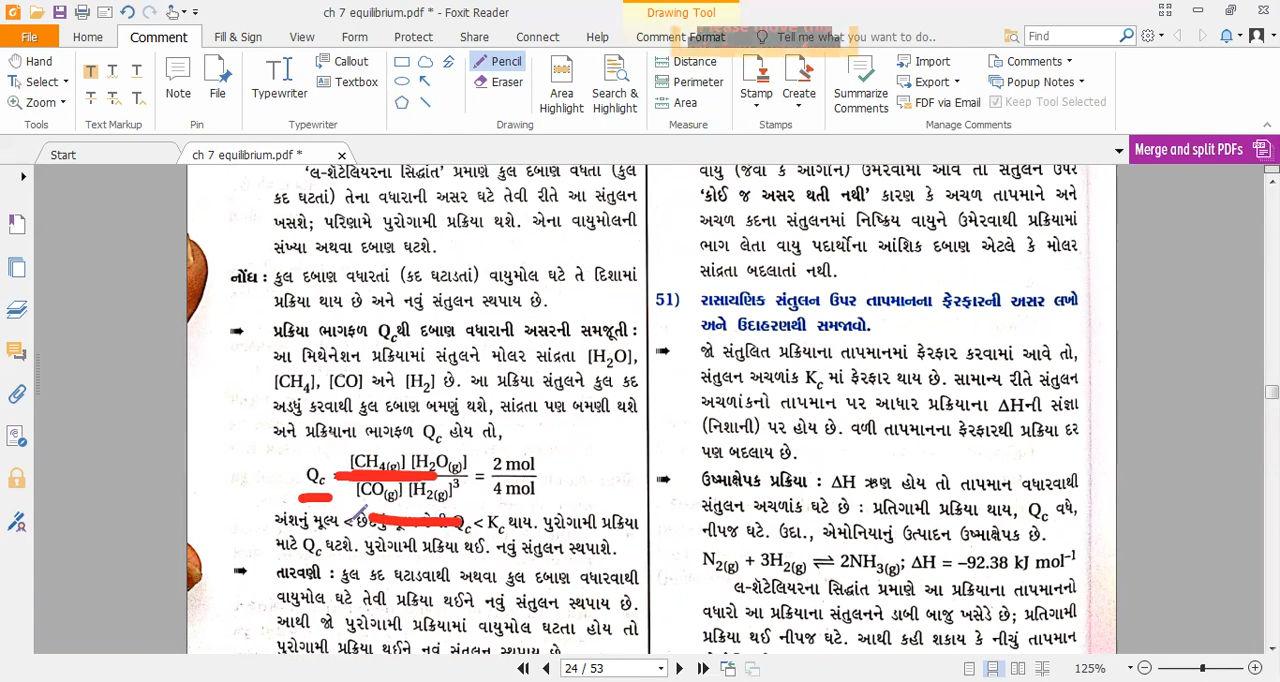 ch 7 equilibrium.pdf * - Foxit Reader
Drawing Tool
File Home Comment Fill & Sign View Form Protect Share Connect Help Comment Format Tell me what you want to do.. Find
Hand
Select
Zoom
Tools
Text Markup
Note
File
Pin
Typewriter
Callout
Textbox
Typewriter
Pencil
Eraser
Area Highlight
Search & Highlight
Drawing
Distance
Perimeter
Area
Measure
Stamp
Create
Stamps
Summarize Comments
Import
Export
FDF via Email
Comments
Popup Notes
Keep Tool Selected
Manage Comments
Start
ch 7 equilibrium.pdf *
Merge and split PDFs
'લ-શૅટેલિયરના સિદ્ધાંત' પ્રમાણે કુલ દબાણ વધતાં (કુલ
કદ ઘટતાં) તેના વધારાની અસર ઘટે તેવી રીતે આ સંતુલન
ખસશે; પરિણામે પુરોગામી પ્રક્રિયા થશે. એના વાયુમોલની
સંખ્યા અથવા દબાણ ઘટશે.
નોંધ : કુલ દબાણ વધારતાં (કદ ઘટાડતાં) વાયુમોલ ઘટે તે દિશામાં
પ્રક્રિયા થાય છે અને નવું સંતુલન સ્થપાય છે.
પ્રક્રિયા ભાગફળ Qcથી દબાણ વધારાની અસરની સમજૂતી :
આ મિથેનેશન પ્રક્રિયામાં સંતુલને મોલર સાંદ્રતા [H2O],
[CH4], [CO] અને [H2] છે. આ પ્રક્રિયા સંતુલને કુલ કદ
અડધું કરવાથી કુલ દબાણ બમણું થશે, સાંદ્રતા પણ બમણી થશે
અને પ્રક્રિયાના ભાગફળ Qc હોય તો,
Qc = [CH4(g)] [H2O(g)] / [CO(g)] [H2(g)]3 = 2 mol / 4 mol
અંશનું મૂલ્ય < છે Qc < Kc થાય. પુરોગામી પ્રક્રિયા
માટે Qc ઘટશે. પુરોગામી પ્રક્રિયા થઈ. નવું સંતુલન સ્થપાશે.
તારવણી : કુલ કદ ઘટાડવાથી અથવા કુલ દબાણ વધારવાથી
વાયુમોલ ઘટે તેવી પ્રક્રિયા થઈને નવું સંતુલન સ્થપાય છે.
આથી જો પુરોગામી પ્રક્રિયામાં વાયુમોલ ઘટતા હોય તો
પુરોગામી પ્રક્રિયા થઈને નવું સંતુલન સ્થપાય છે.
વાયુ (જેવા કે આર્ગોન) ઉમેરવામાં આવે તો સંતુલન ઉપર
'કોઈ જ અસર થતી નથી' કારણ કે અચળ તાપમાને અને
અચળ કદના સંતુલનમાં નિષ્ક્રિય વાયુને ઉમેરવાથી પ્રક્રિયામાં
ભાગ લેતા વાયુ પદાર્થોના આંશિક દબાણ એટલે કે મોલર
સાંદ્રતા બદલાતાં નથી.
51) રાસાયણિક સંતુલન ઉપર તાપમાનના ફેરફારની અસર લખો
અને ઉદાહરણથી સમજાવો.
જો સંતુલિત પ્રક્રિયાના તાપમાનમાં ફેરફાર કરવામાં આવે તો,
સંતુલન અચળાંક Kc માં ફેરફાર થાય છે. સામાન્ય રીતે સંતુલન
અચળાંકનો તાપમાન પર આધાર પ્રક્રિયાના ΔHની સંજ્ઞા
(નિશાની) પર હોય છે. વળી તાપમાનના ફેરફારથી પ્રક્રિયા દર
પણ બદલાય છે.
ઉષ્માક્ષેપક પ્રક્રિયા : ΔH ઋણ હોય તો તાપમાન વધારવાથી
સંતુલન અચળાંક ઘટે છે : પ્રતિગામી પ્રક્રિયા થાય, Qc વધે,
નીપજ ઘટે. ઉદા., એમોનિયાનું ઉત્પાદન ઉષ્માક્ષેપક છે.
N2(g) + 3H2(g) ⇌ 2NH3(g); ΔH = –92.38 kJ mol–1
લ-શૅટેલિયરના સિદ્ધાંત પ્રમાણે આ પ્રક્રિયાના તાપમાનનો
વધારો આ પ્રક્રિયાના સંતુલનને ડાબી બાજુ ખસેડે છે; પ્રતિગામી
પ્રક્રિયા થઈ નીપજ ઘટે. આથી કહી શકાય કે નીચું તાપમાન
24 / 53
125%